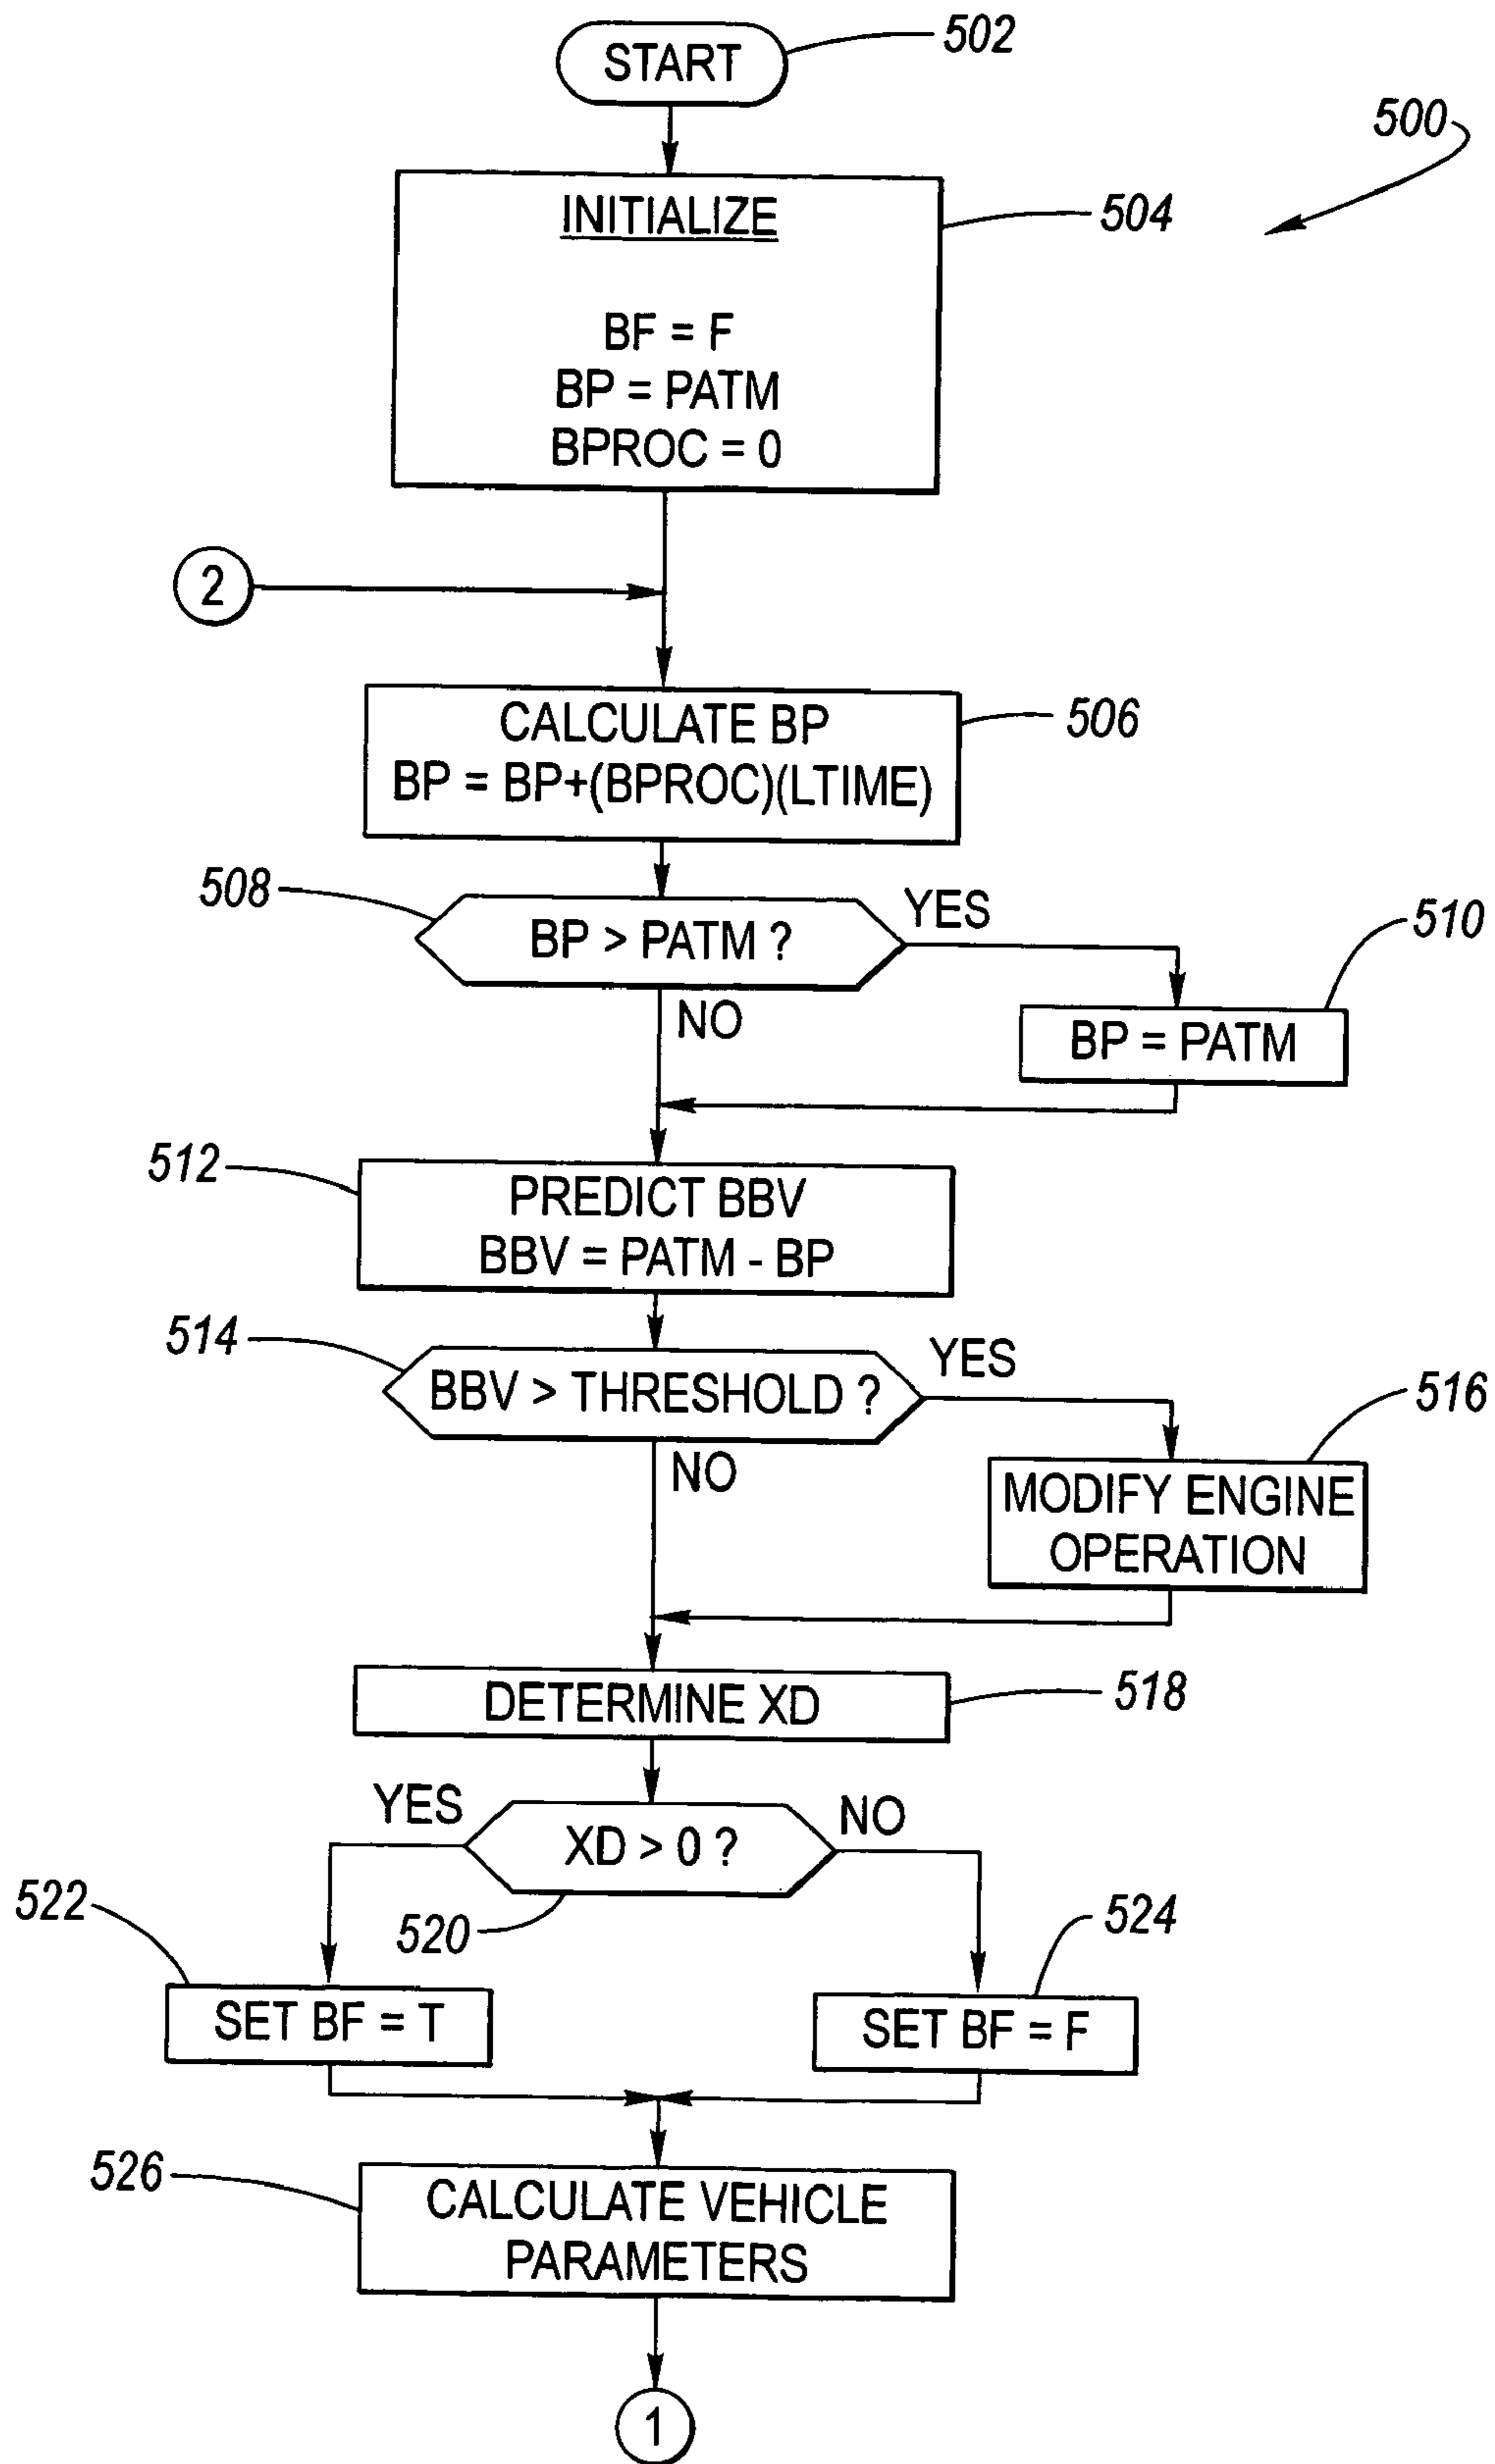 START
502
500
INITIALIZE
504
BF = F
BP = PATM
BPROC = 0
2
CALCULATE BP
506
BP = BP+(BPROC)(LTIME)
508
YES
510
BP > PATM ?
NO
BP = PATM
512
PREDICT BBV
BBV = PATM - BP
514
YES
516
BBV > THRESHOLD ?
NO
MODIFY ENGINE
OPERATION
DETERMINE XD
518
YES
NO
XD > 0 ?
522
520
524
SET BF = T
SET BF = F
526
CALCULATE VEHICLE
PARAMETERS
1